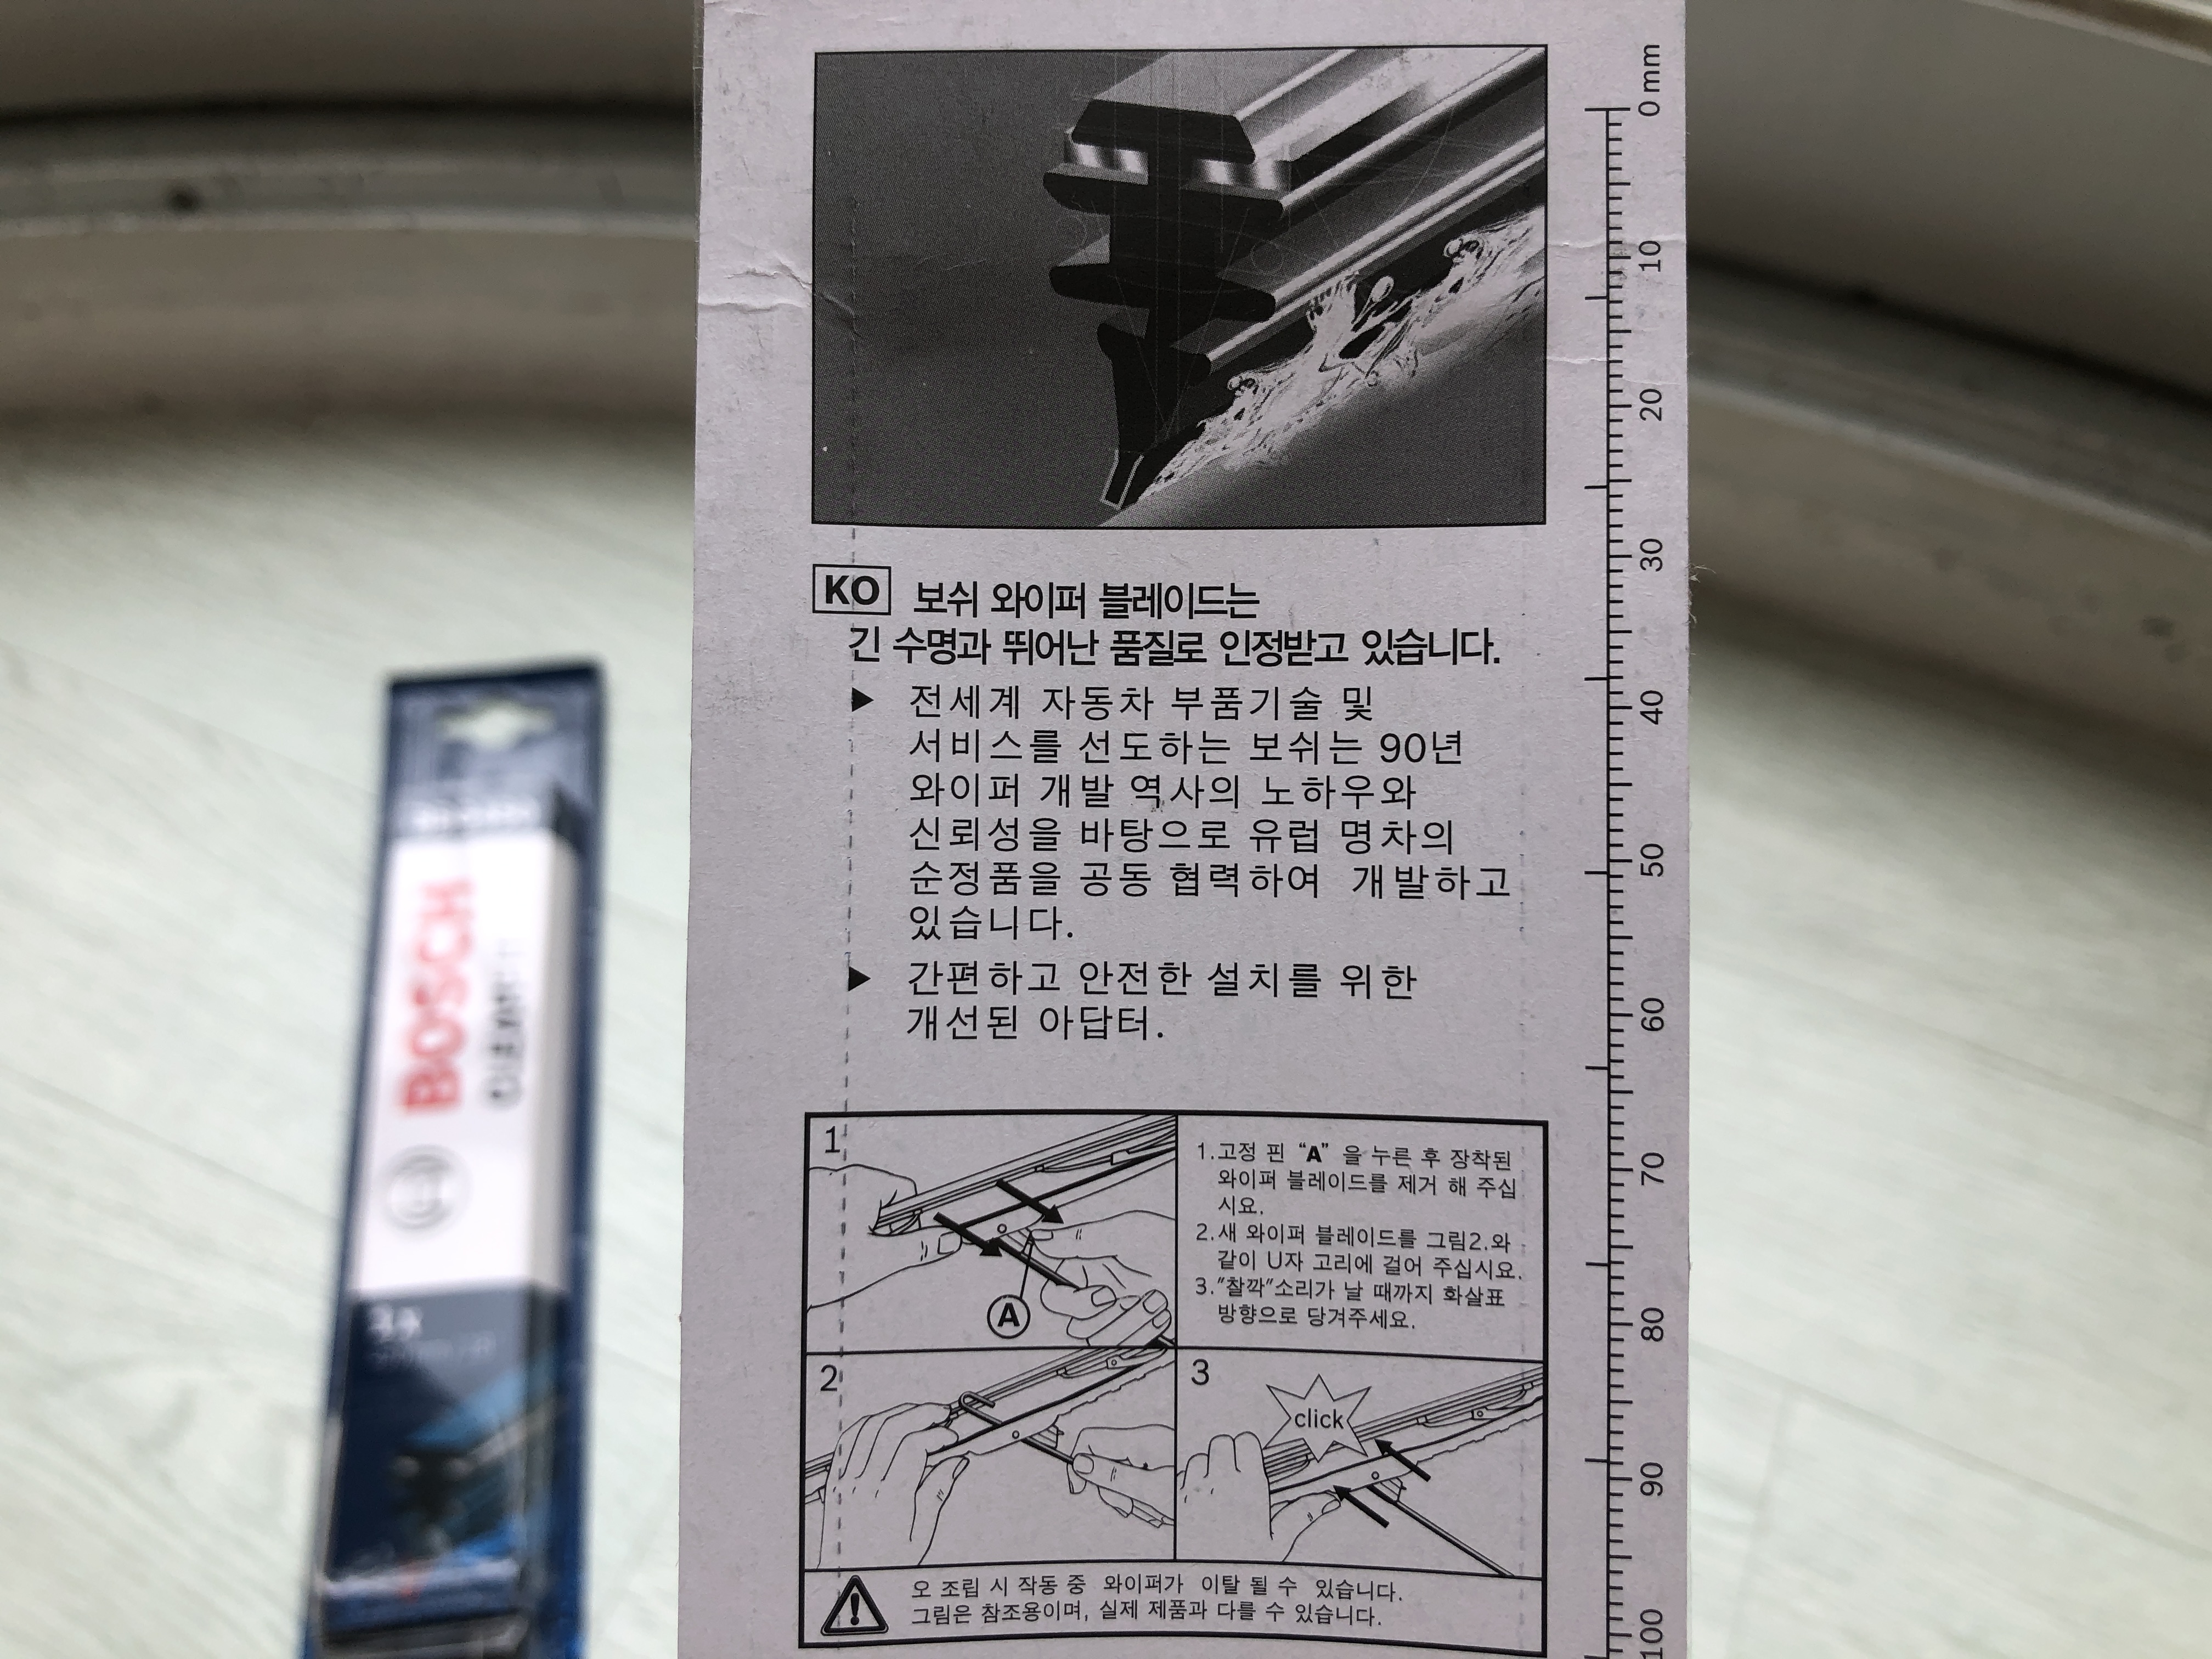 0 mm
10
20
30
40
50
60
70
80
90
100
KO 보쉬 와이퍼 블레이드는
긴 수명과 뛰어난 품질로 인정받고 있습니다.
▶ 전세계 자동차 부품기술 및
서비스를 선도하는 보쉬는 90년
와이퍼 개발 역사의 노하우와
신뢰성을 바탕으로 유럽 명차의
순정품을 공동 협력하여 개발하고
있습니다.
▶ 간편하고 안전한 설치를 위한
개선된 아답터.
1
A
1.고정 핀 “A” 을 누른 후 장착된
와이퍼 블레이드를 제거 해 주십
시요.
2.새 와이퍼 블레이드를 그림2.와
같이 U자 고리에 걸어 주십시요.
3."찰깍"소리가 날 때까지 화살표
방향으로 당겨주세요.
2
3
click
오 조립 시 작동 중 와이퍼가 이탈 될 수 있습니다.
그림은 참조용이며, 실제 제품과 다를 수 있습니다.
BOSCH